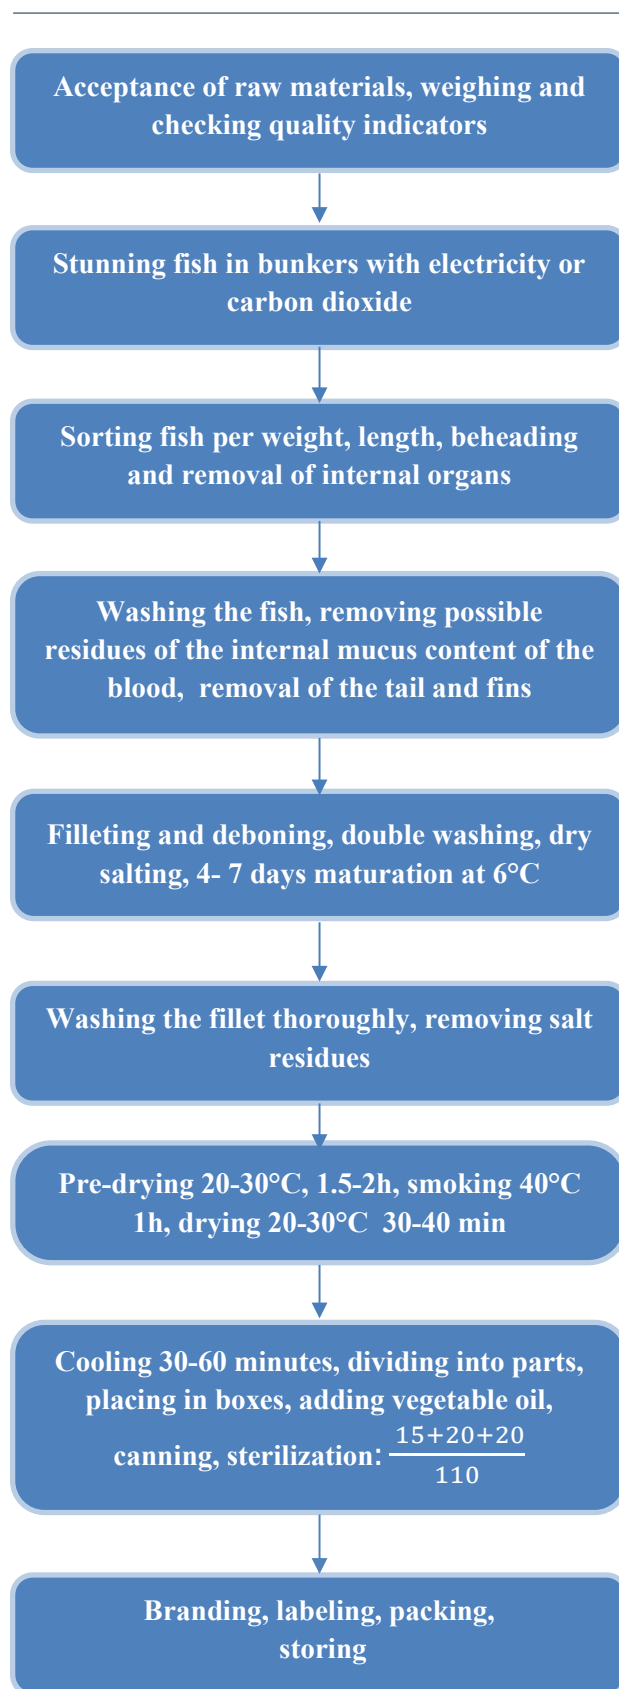 Acceptance of raw materials, weighing and
checking quality indicators
Stunning fish in bunkers with electricity or
carbon dioxide
Sorting fish per weight, length, beheading
and removal of internal organs
Washing the fish, removing possible
residues of the internal mucus content of the
blood,  removal of the tail and fins
Filleting and deboning, double washing, dry
salting, 4- 7 days maturation at 6°C
Washing the fillet thoroughly, removing salt
residues
Pre-drying 20-30°C, 1.5-2h, smoking 40°C
1h, drying 20-30°C  30-40 min
Cooling 30-60 minutes, dividing into parts,
placing in boxes, adding vegetable oil,
canning, sterilization: 15+20+20
110
Branding, labeling, packing,
storing